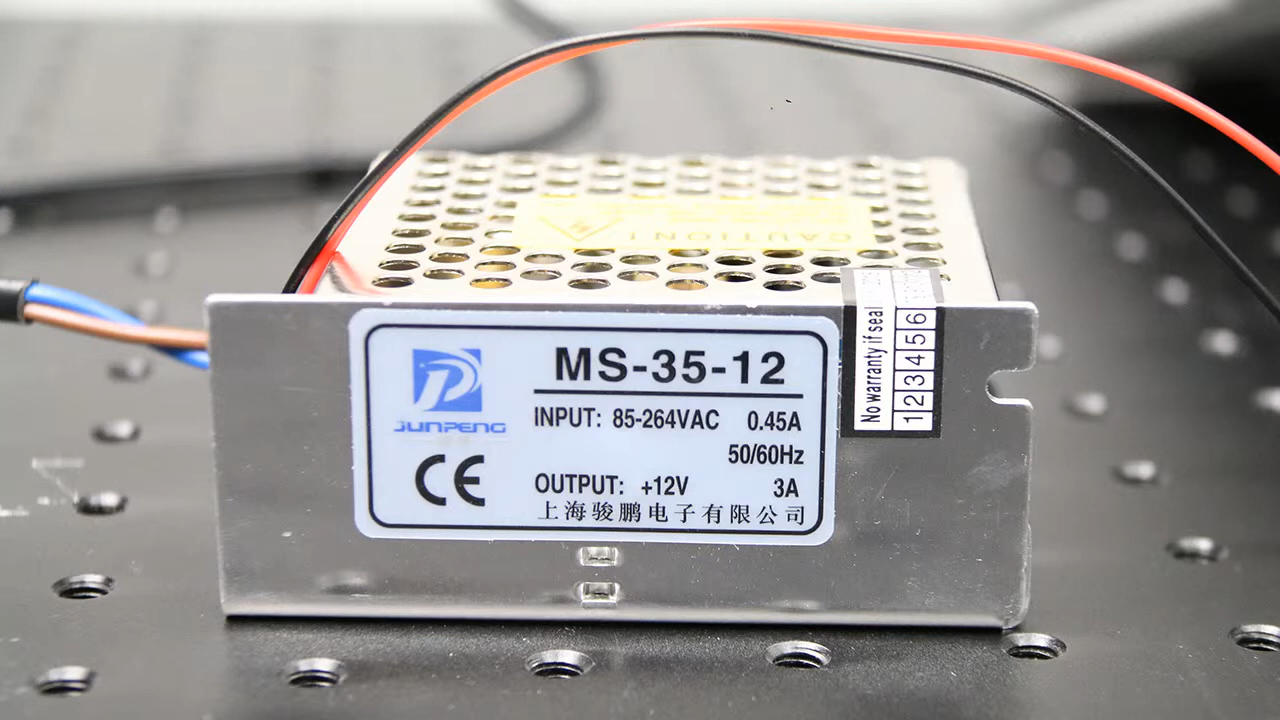 CAUTION!
JUNPENG
CE
MS-35-12
INPUT: 85-264VAC 0.45A
50/60Hz
OUTPUT: +12V 3A
上海骏鹏电子有限公司
No warranty if seal
1 2 3 4 5 6